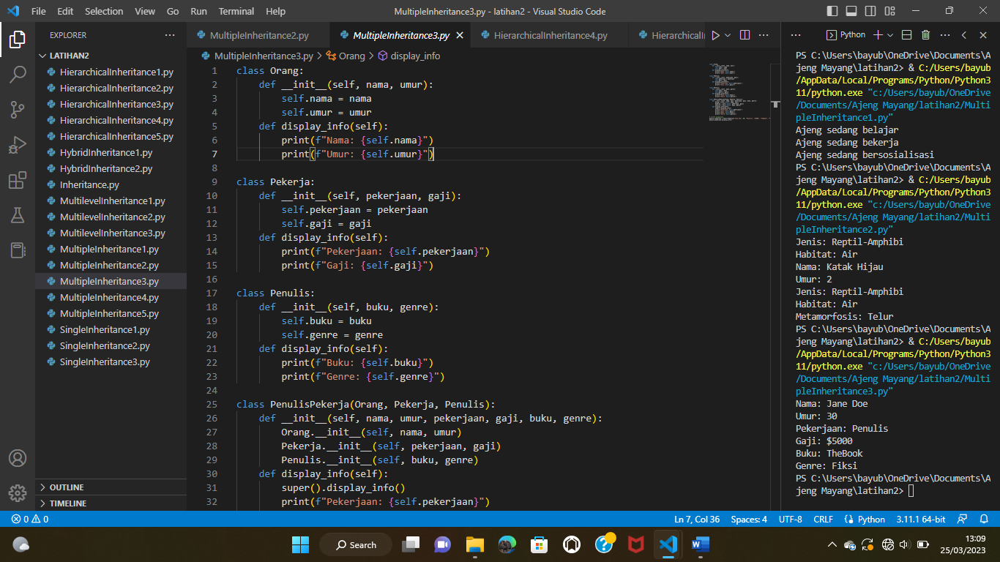 File Edit Selection View Go Run Terminal Help
MultipleInheritance3.py - latihan2 - Visual Studio Code
EXPLORER
LATIHAN2
HierarchicalInheritance1.py
HierarchicalInheritance2.py
HierarchicalInheritance3.py
HierarchicalInheritance4.py
HierarchicalInheritance5.py
HybridInheritance1.py
HybridInheritance2.py
Inheritance.py
MultilevelInheritance1.py
MultilevelInheritance2.py
MultilevelInheritance3.py
MultipleInheritance1.py
MultipleInheritance2.py
MultipleInheritance3.py
MultipleInheritance4.py
MultipleInheritance5.py
SingleInheritance1.py
SingleInheritance2.py
SingleInheritance3.py
OUTLINE
TIMELINE
MultipleInheritance2.py MultipleInheritance3.py HierarchicalInheritance4.py HierarchicalI
MultipleInheritance3.py > Orang > display_info
1 class Orang:
2 def __init__(self, nama, umur):
3 self.nama = nama
4 self.umur = umur
5 def display_info(self):
6 print(f"Nama: {self.nama}")
7 print(f"Umur: {self.umur}")
8
9 class Pekerja:
10 def __init__(self, pekerjaan, gaji):
11 self.pekerjaan = pekerjaan
12 self.gaji = gaji
13 def display_info(self):
14 print(f"Pekerjaan: {self.pekerjaan}")
15 print(f"Gaji: {self.gaji}")
16
17 class Penulis:
18 def __init__(self, buku, genre):
19 self.buku = buku
20 self.genre = genre
21 def display_info(self):
22 print(f"Buku: {self.buku}")
23 print(f"Genre: {self.genre}")
24
25 class PenulisPekerja(Orang, Pekerja, Penulis):
26 def __init__(self, nama, umur, pekerjaan, gaji, buku, genre):
27 Orang.__init__(self, nama, umur)
28 Pekerja.__init__(self, pekerjaan, gaji)
29 Penulis.__init__(self, buku, genre)
30 def display_info(self):
31 super().display_info()
32 print(f"Pekerjaan: {self.pekerjaan}")
Python
PS C:\Users\bayub\OneDrive\Documents\A
jeng Mayang\latihan2> & C:/Users/bayub
/AppData/Local/Programs/Python/Python3
11/python.exe "c:/Users/bayub/OneDrive
/Documents/Ajeng Mayang/latihan2/Multi
pleInheritance1.py"
Ajeng sedang belajar
Ajeng sedang bekerja
Ajeng sedang bersosialisasi
PS C:\Users\bayub\OneDrive\Documents\A
jeng Mayang\latihan2> & C:/Users/bayub
/AppData/Local/Programs/Python/Python3
11/python.exe "c:/Users/bayub/OneDrive
/Documents/Ajeng Mayang/latihan2/Multi
pleInheritance2.py"
Jenis: Reptil-Amphibi
Habitat: Air
Nama: Katak Hijau
Umur: 2
Jenis: Reptil-Amphibi
Habitat: Air
Metamorfosis: Telur
PS C:\Users\bayub\OneDrive\Documents\A
jeng Mayang\latihan2> & C:/Users/bayub
/AppData/Local/Programs/Python/Python3
11/python.exe "c:/Users/bayub/OneDrive
/Documents/Ajeng Mayang/latihan2/Multi
pleInheritance3.py"
Nama: Jane Doe
Umur: 30
Pekerjaan: Penulis
Gaji: $5000
Buku: TheBook
Genre: Fiksi
PS C:\Users\bayub\OneDrive\Documents\A
jeng Mayang\latihan2>
0 0
Ln 7, Col 36 Spaces: 4 UTF-8 CRLF Python 3.11.1 64-bit
Search
13:09
25/03/2023